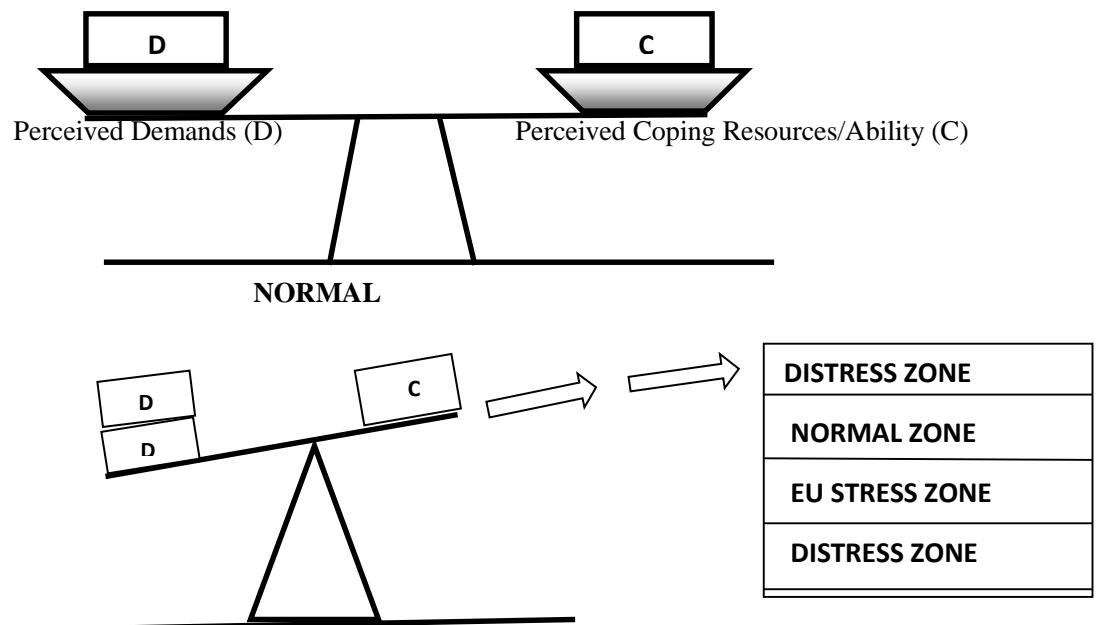 D C
Perceived Demands (D) Perceived Coping Resources/Ability (C)
NORMAL
D
D
C
DISTRESS ZONE
NORMAL ZONE
EU STRESS ZONE
DISTRESS ZONE